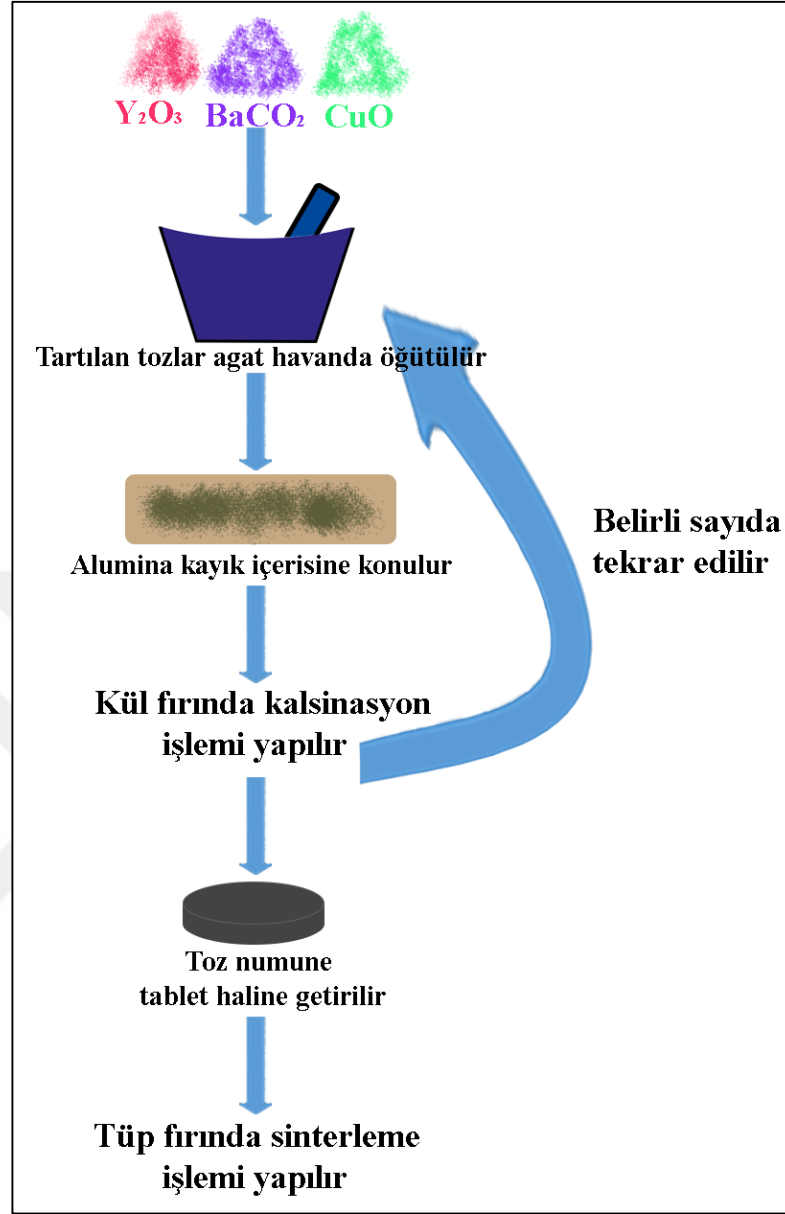 Y₂O₃ BaCO₂ CuO
Tartılan tozlar agat havanda öğütülür
Alumina kayık içerisine konulur
Belirli sayıda
tekrar edilir
Kül fırında kalsinasyon
işlemi yapılır
Toz numune
tablet haline getirilir
Tüp fırında sinterleme
işlemi yapılır